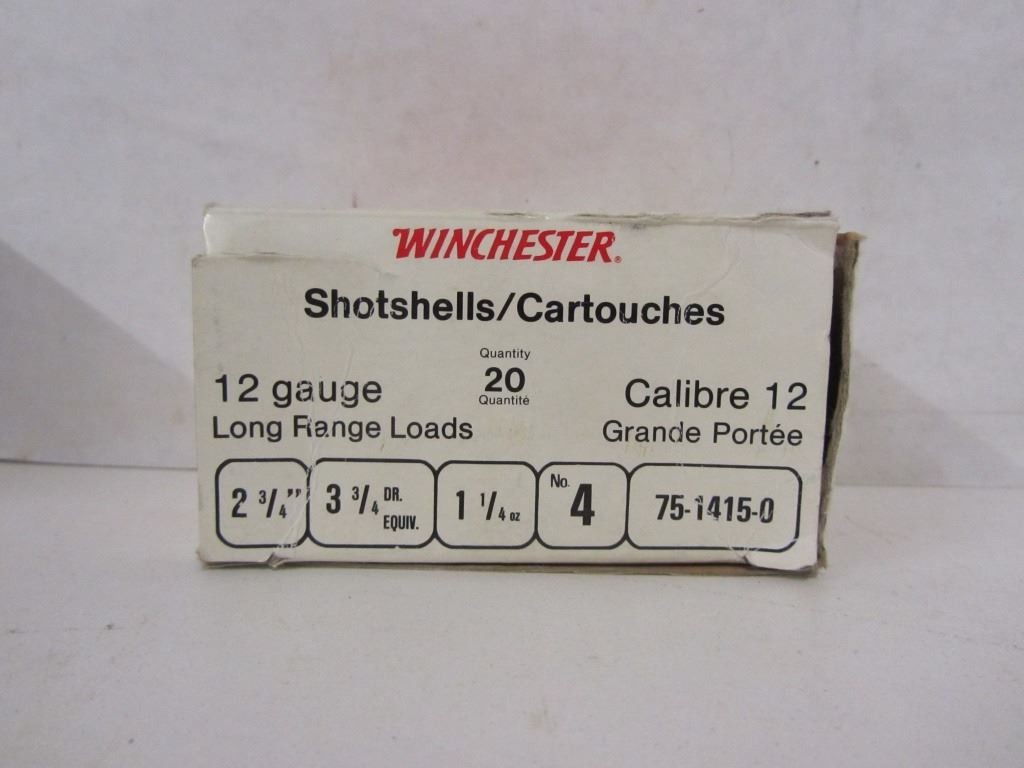 WINCHESTER®
Shotshells/Cartouches
Quantity
20
Quantité
12 gauge
Long Range Loads
Calibre 12
Grande Portée
2 3/4"
3 3/4 DR. EQUIV.
1 1/4 oz
No. 4
75-1415-0